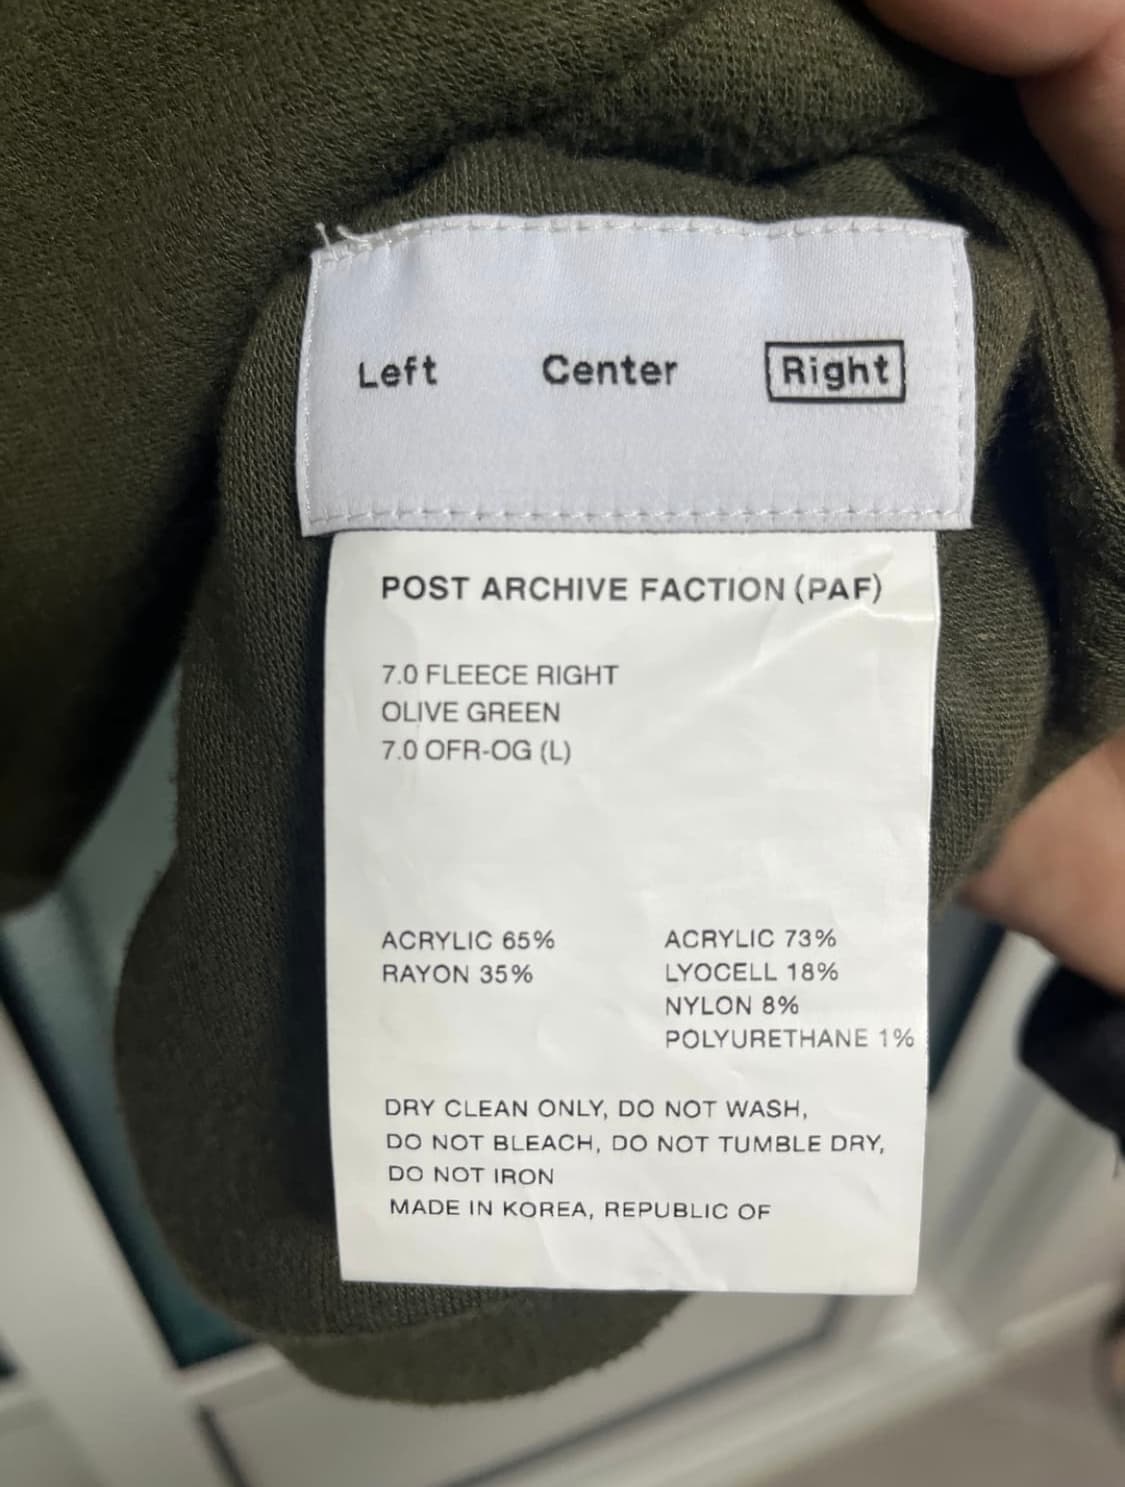 Left Center Right
POST ARCHIVE FACTION (PAF)
7.0 FLEECE RIGHT
OLIVE GREEN
7.0 OFR-OG (L)
ACRYLIC 65%
RAYON 35%
ACRYLIC 73%
LYOCELL 18%
NYLON 8%
POLYURETHANE 1%
DRY CLEAN ONLY, DO NOT WASH,
DO NOT BLEACH, DO NOT TUMBLE DRY,
DO NOT IRON
MADE IN KOREA, REPUBLIC OF